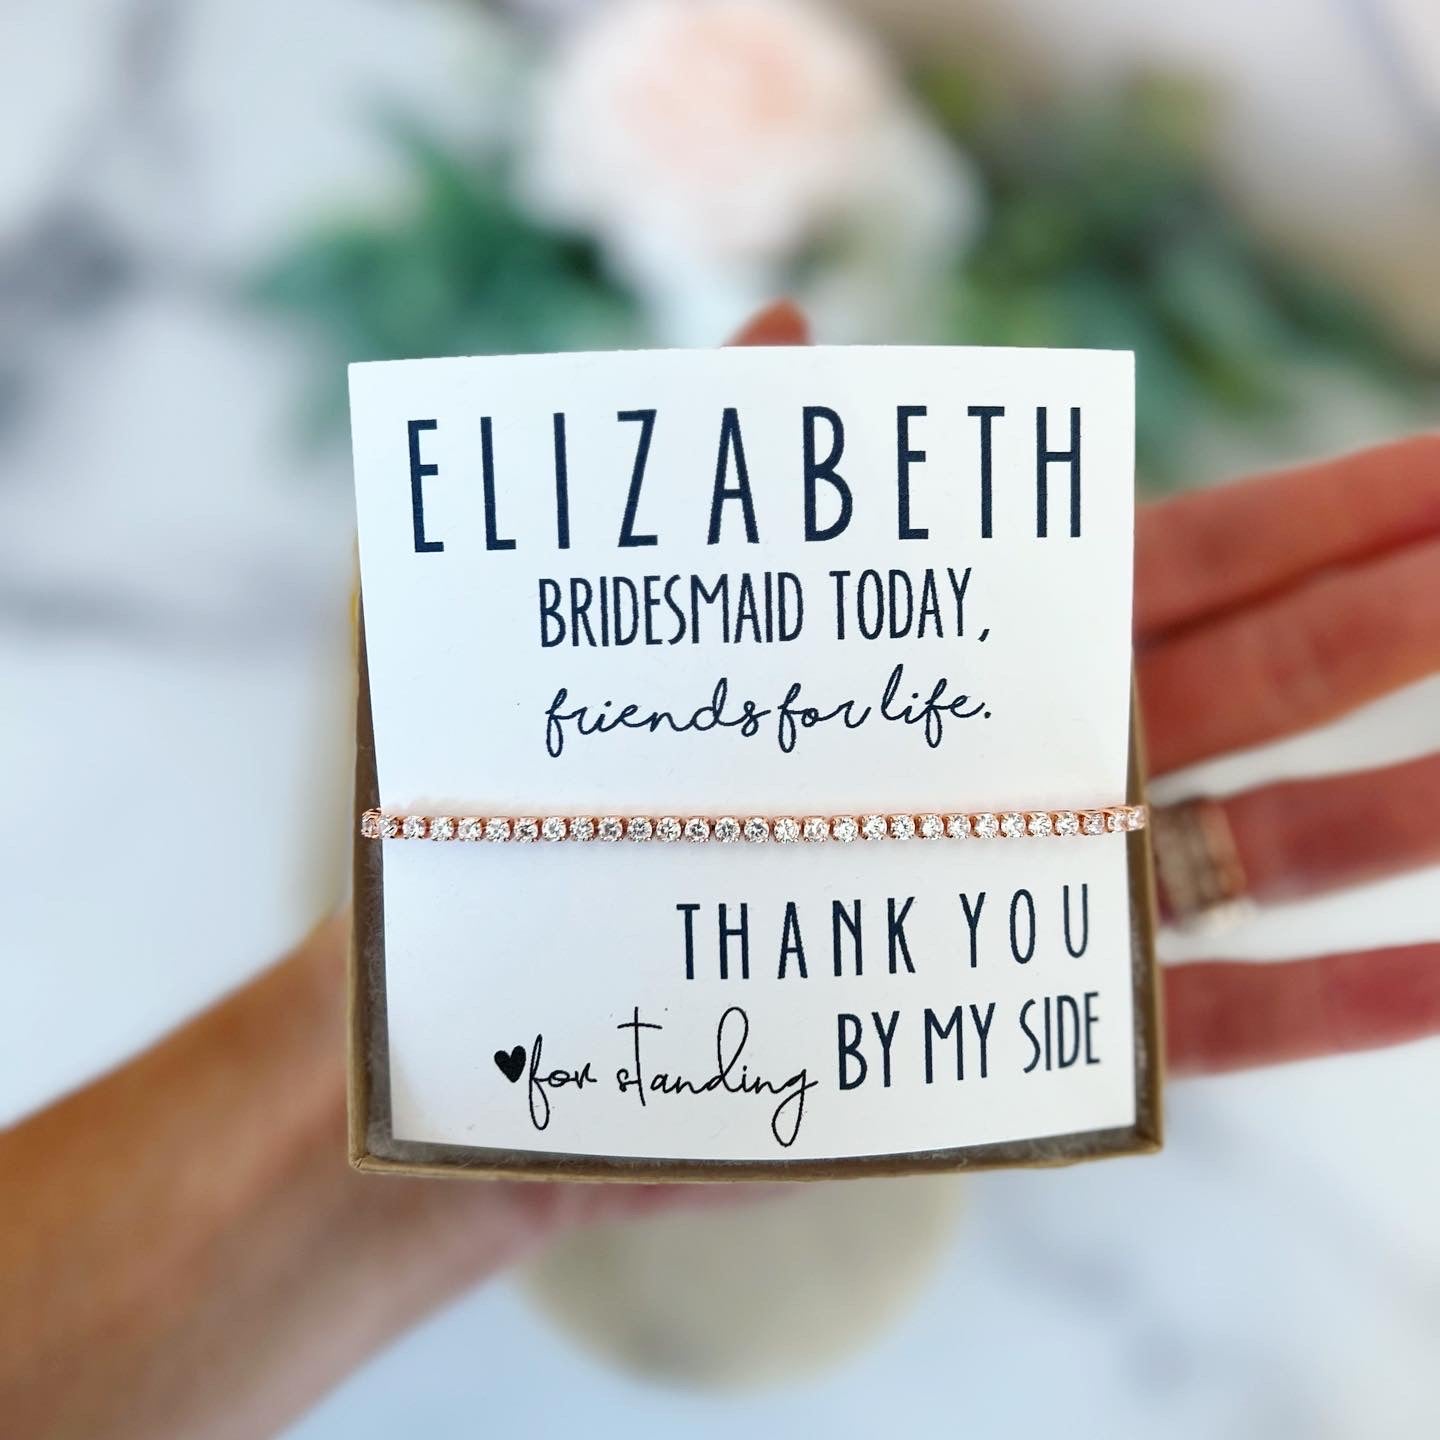 ELIZABETH
BRIDESMAID TODAY,
friends for life.
THANK YOU
♥for standing BY MY SIDE